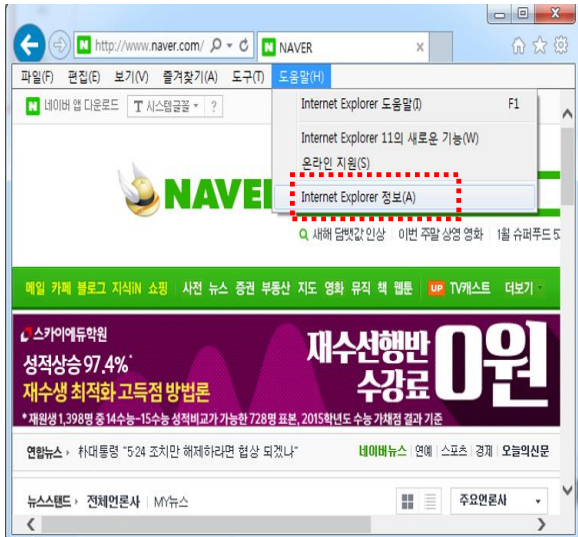 http://www.naver.com/
NAVER
파일(F) 편집(E) 보기(V) 즐겨찾기(A) 도구(T) 도움말(H)
네이버 앱 다운로드 T 시스템글꼴 ?
Internet Explorer 도움말(I) F1
Internet Explorer 11의 새로운 기능(W)
온라인 지원(S)
Internet Explorer 정보(A)
NAVE
새해 담뱃값 인상 이번 주말 상영 영화 1월 슈퍼푸드
메일 카페 블로그 지식iN 쇼핑 사전 뉴스 증권 부동산 지도 영화 뮤직 책 웹툰 UP TV캐스트 더보기
스카이에듀학원
성적상승 97.4%*
재수생 최적화 고득점 방법론
재수선행반
수강료 0원
* 재원생 1,398명 중 14수능-15수능 성적비교가 가능한 728명 표본, 2015학년도 수능 가채점 결과 기준
연합뉴스 › 朴대통령 "5·24 조치만 해제하라면 협상 되겠나" 네이버뉴스 연예 스포츠 경제 오늘의신문
뉴스스탠드 › 전체언론사 MY뉴스 주요언론사